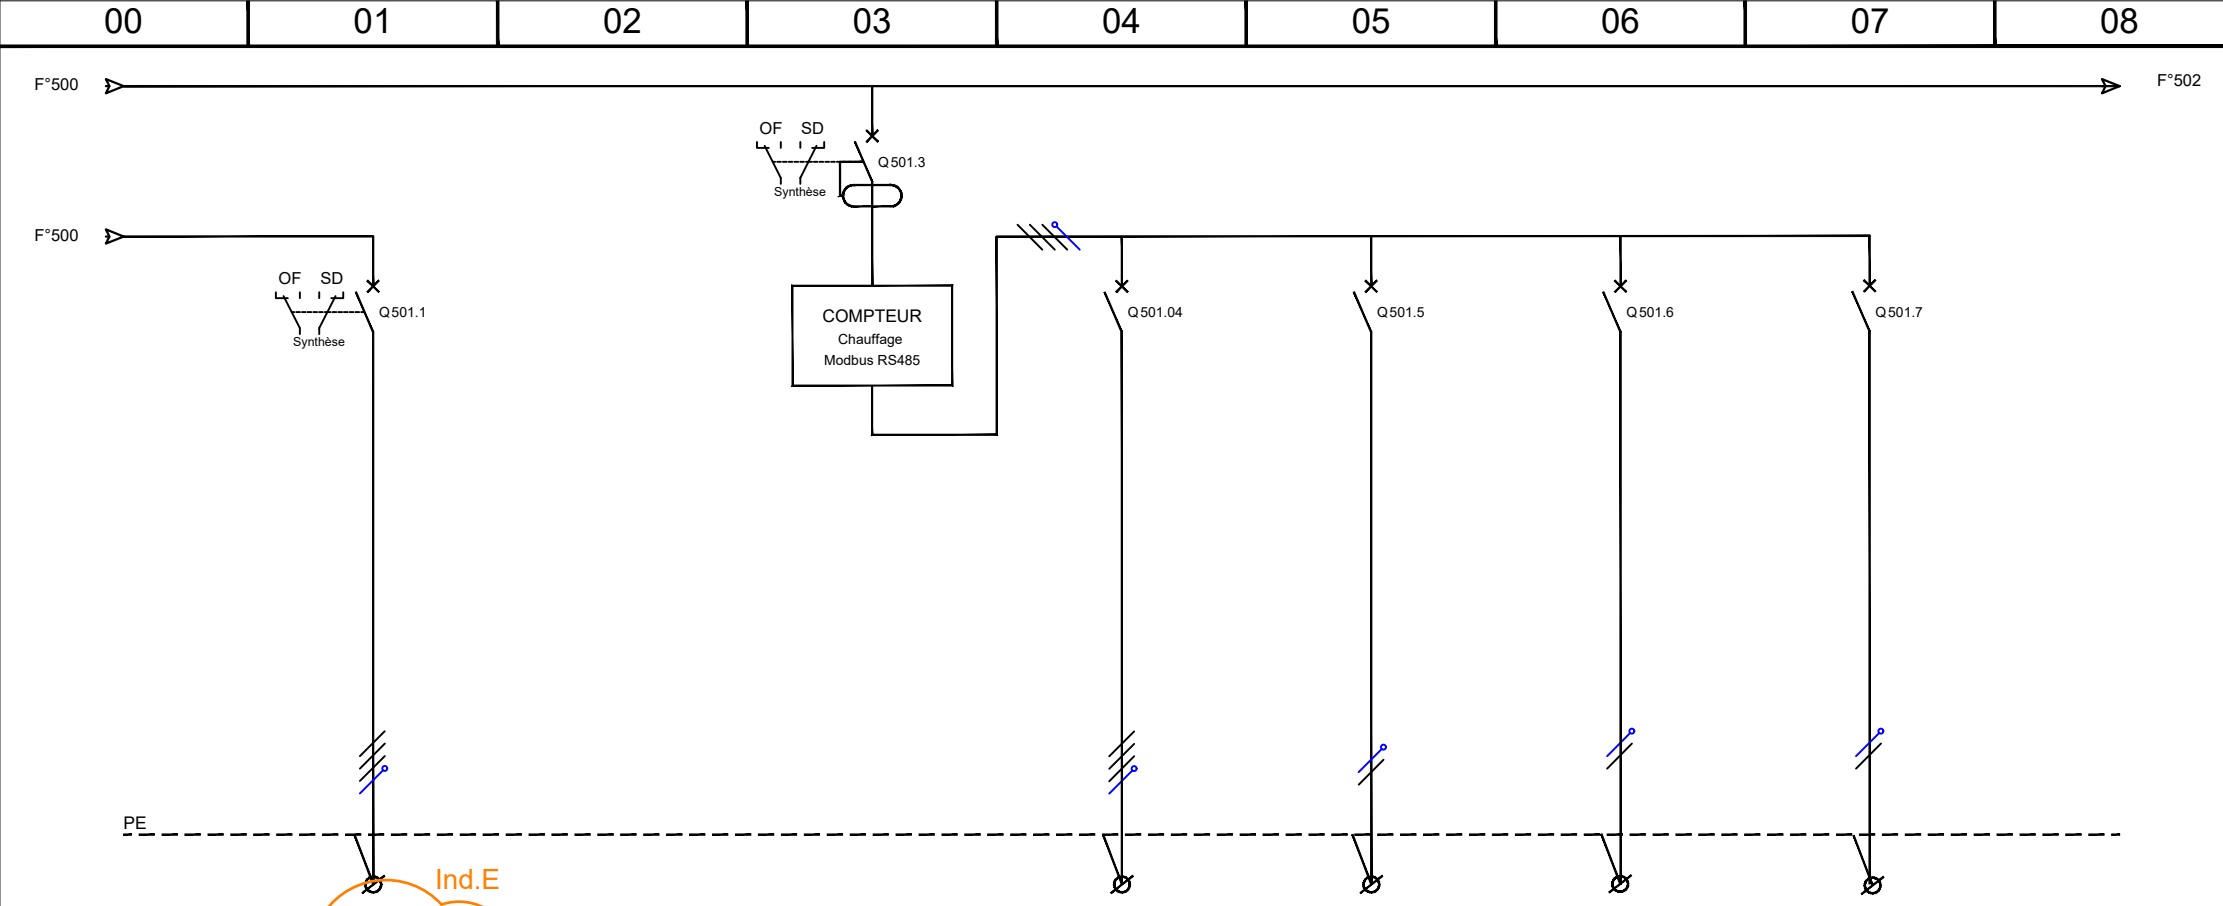 00 01 02 03 04 05 06 07 08
F°500
F°502
OF SD
Q501.3
Synthèse
F°500
OF SD
Q501.1
Synthèse
COMPTEUR
Chauffage
Modbus RS485
Q501.04
Q501.5
Q501.6
Q501.7
PE
Ind.E